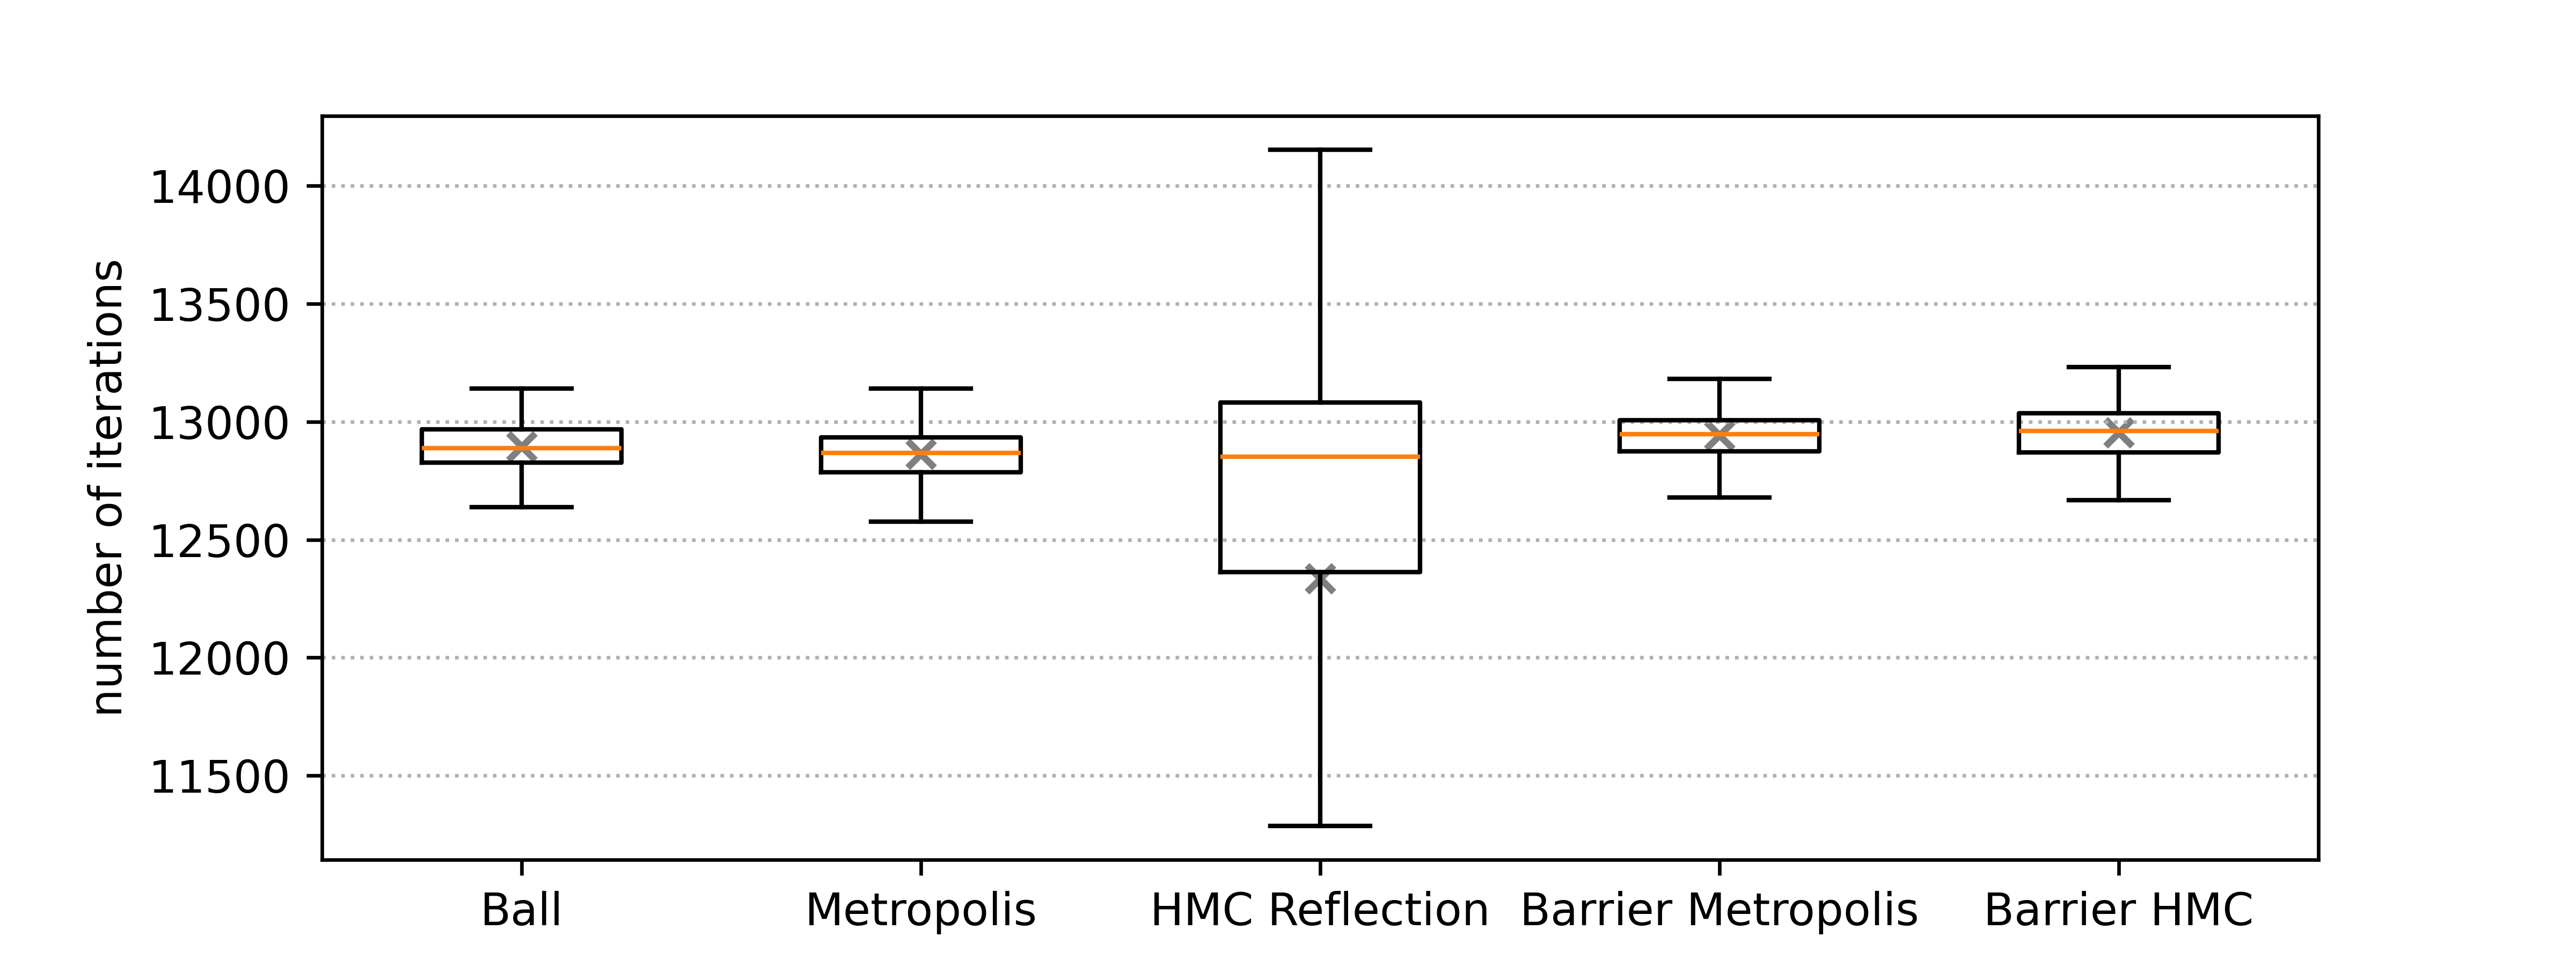 number of iterations
14000
13500
13000
12500
12000
11500
Ball
Metropolis
HMC Reflection
Barrier Metropolis
Barrier HMC